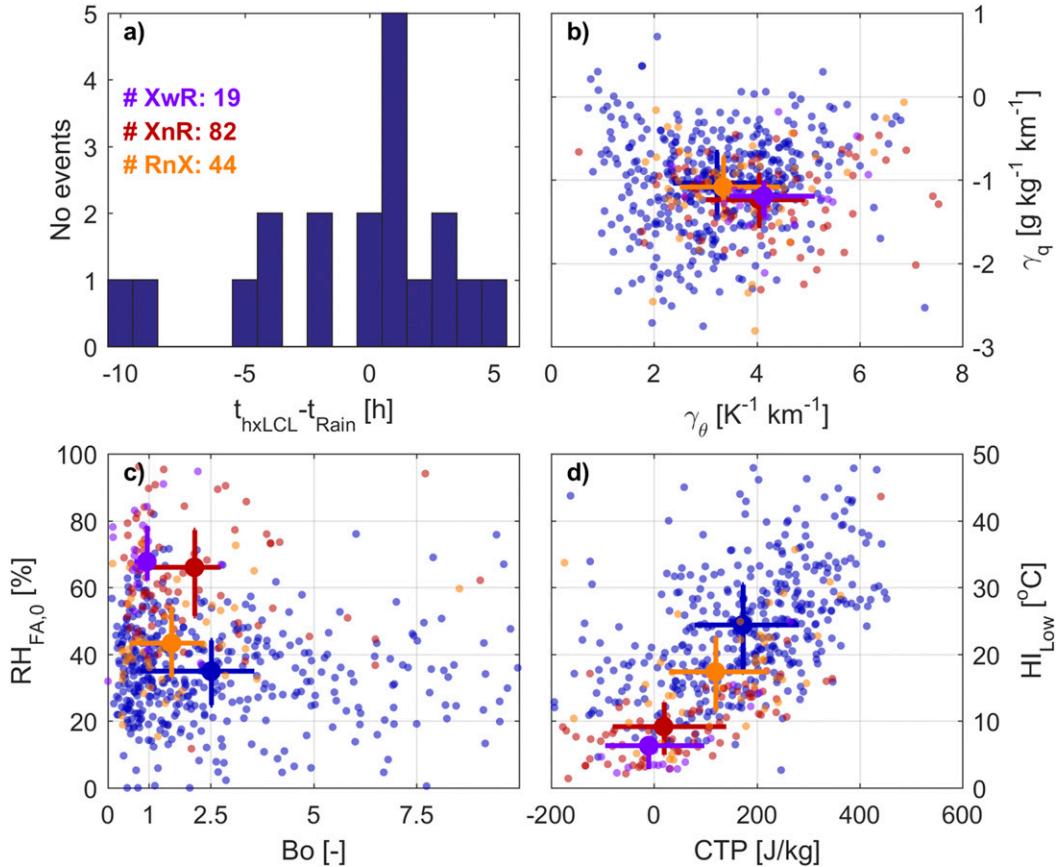 a)
# XwR: 19
# XnR: 82
# RnX: 44
5
4
3
2
1
0
No events
-10 -5 0 5
t_hxLCL-t_Rain [h]
b)
1
0
-1
-2
-3
γ_q [g kg⁻¹ km⁻¹]
0 2 4 6 8
γ_θ [K⁻¹ km⁻¹]
c)
100
80
60
40
20
0
RH_FA,0 [%]
1 2.5 5 7.5
Bo [-]
d)
50
40
30
20
10
0
HI_Low [°C]
-200 0 200 400 600
CTP [J/kg]